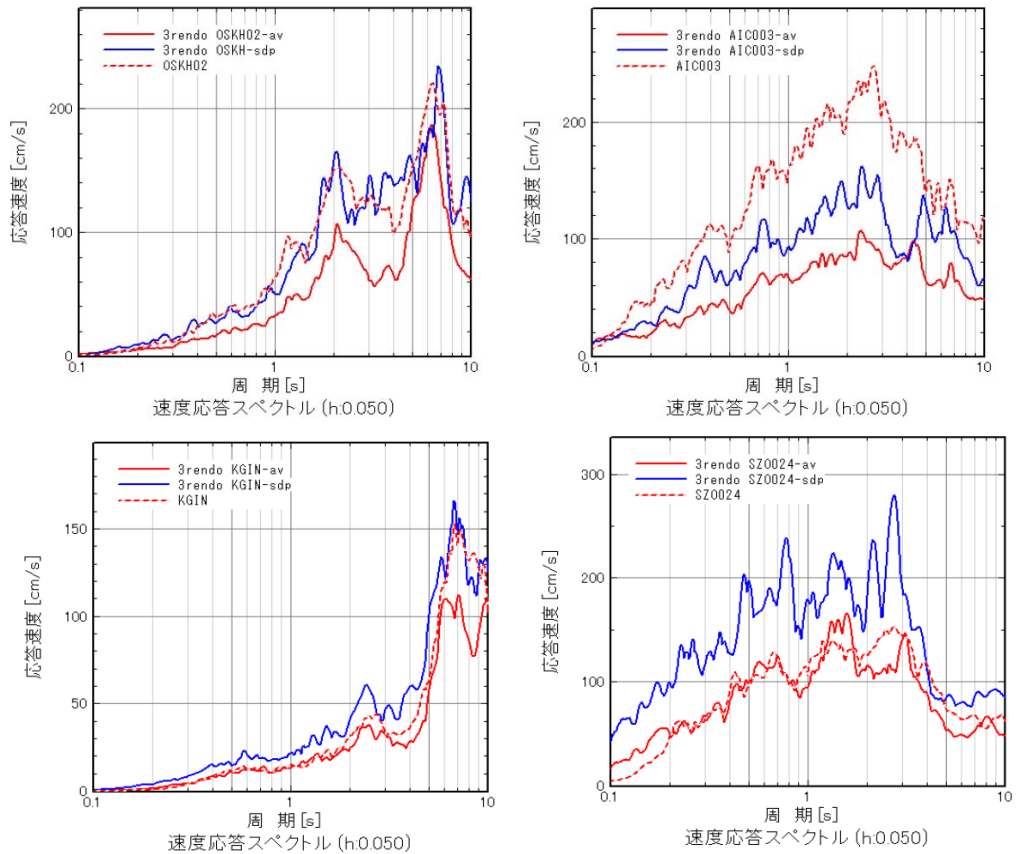 3rendo OSKH02-av
3rendo OSKH-sdp
OSKH02
200
100
0
0.1
1
10
応答速度 [cm/s]
周 期 [s]
速度応答スペクトル (h:0.050)
3rendo AIC003-av
3rendo AIC003-sdp
AIC003
200
100
0
0.1
1
10
応答速度 [cm/s]
周 期 [s]
速度応答スペクトル (h:0.050)
3rendo KGIN-av
3rendo KGIN-sdp
KGIN
150
100
50
0
0.1
1
10
応答速度 [cm/s]
周 期 [s]
速度応答スペクトル (h:0.050)
3rendo SZO024-av
3rendo SZO024-sdp
SZO024
300
200
100
0
0.1
1
10
応答速度 [cm/s]
周 期 [s]
速度応答スペクトル (h:0.050)